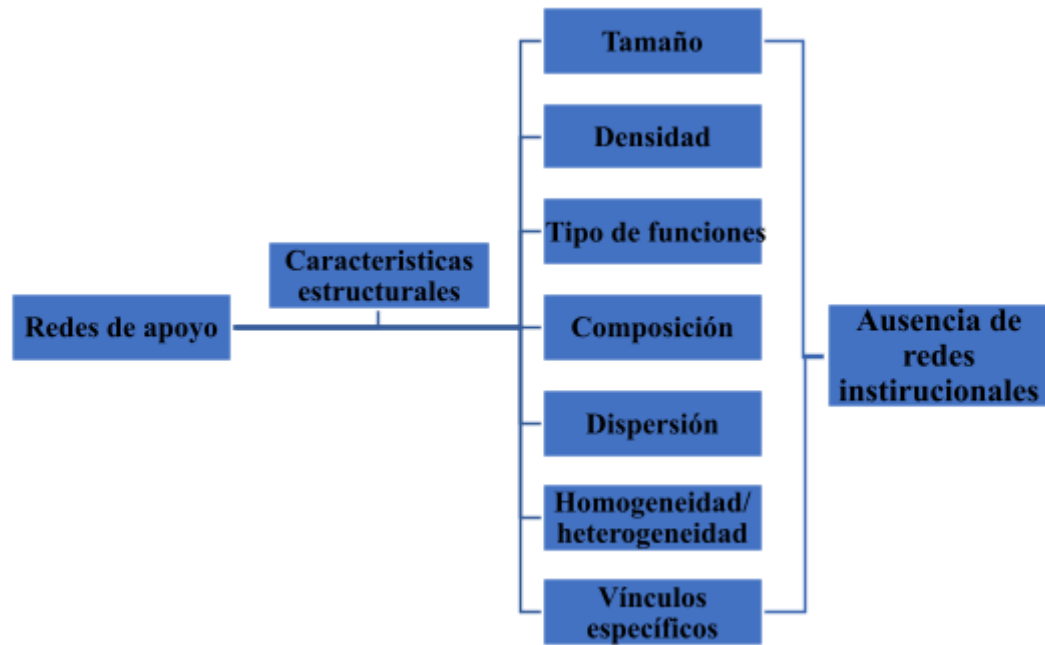 Redes de apoyo
Caracteristicas
estructurales
Tamaño
Densidad
Tipo de funciones
Composición
Dispersión
Homogeneidad/
heterogeneidad
Vínculos
específicos
Ausencia de
redes
instirucionales